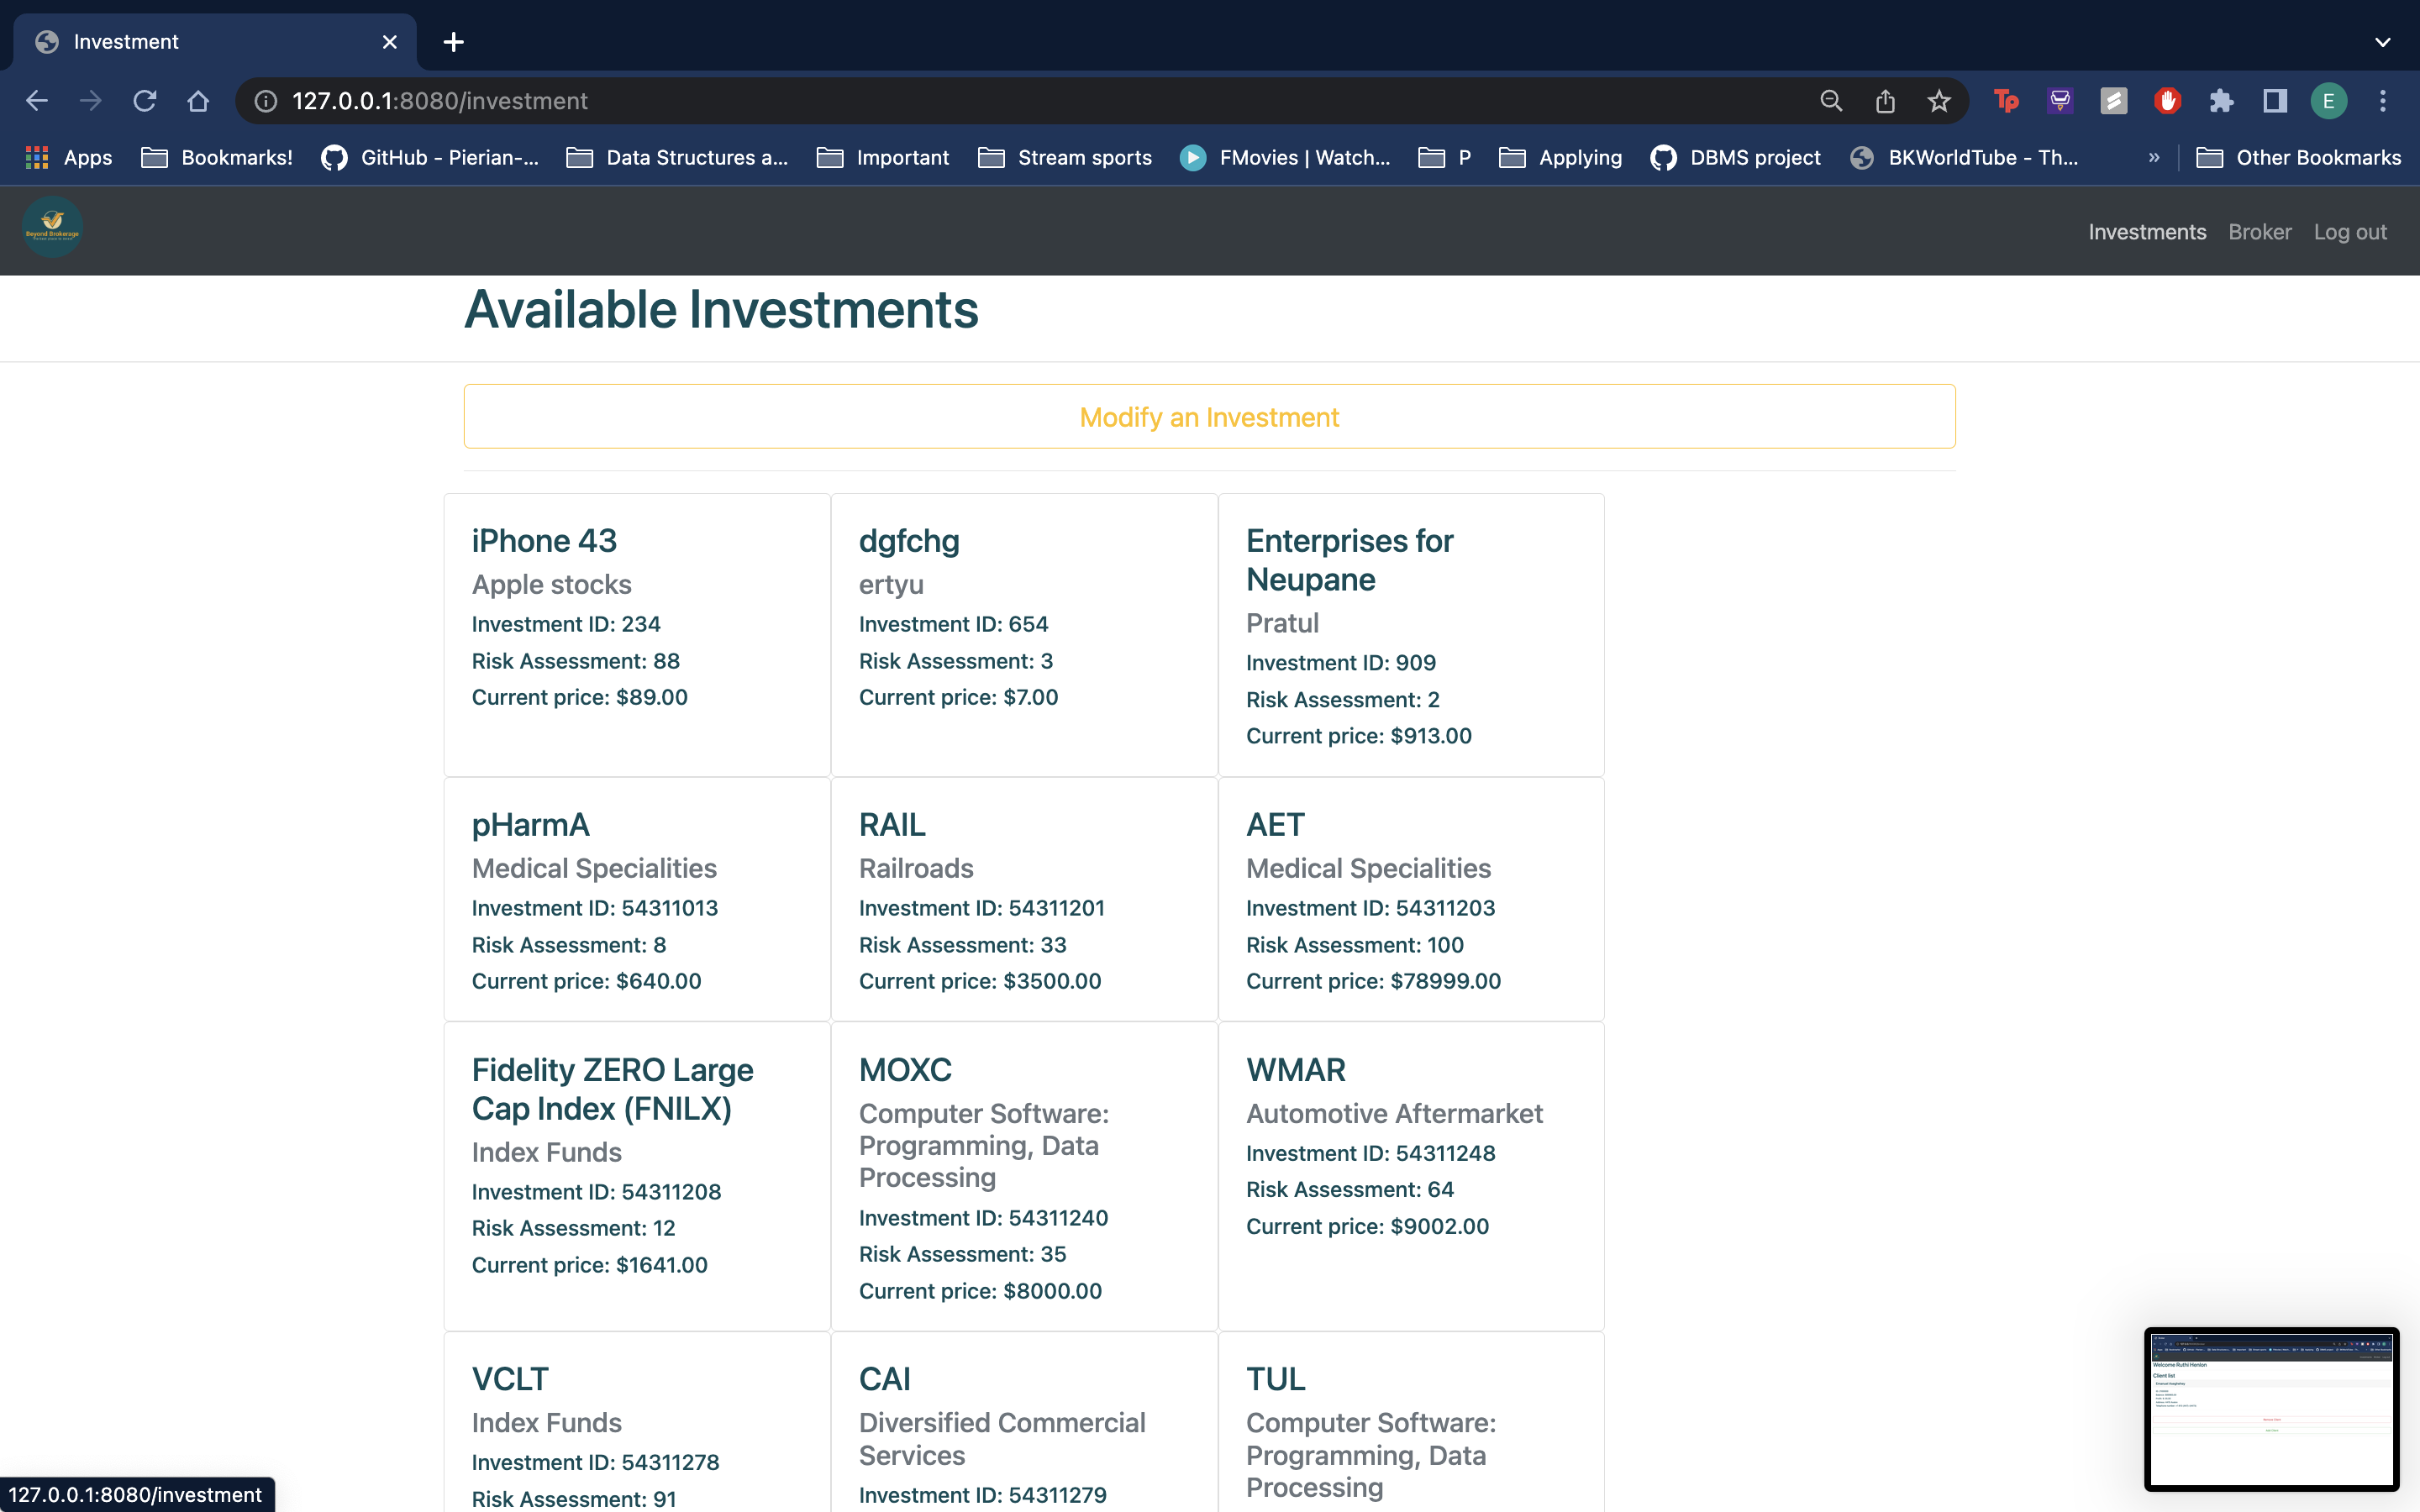 Investment
127.0.0.1:8080/investment
Tp
E
Apps
Bookmarks!
GitHub - Pierian-...
Data Structures a...
Important
Stream sports
FMovies | Watch...
P
Applying
DBMS project
BKWorldTube - Th...
»
Other Bookmarks
Beyond Brokerage
Investments
Broker
Log out
Available Investments
Modify an Investment
iPhone 43
Apple stocks
Investment ID: 234
Risk Assessment: 88
Current price: $89.00
dgfchg
ertyu
Investment ID: 654
Risk Assessment: 3
Current price: $7.00
Enterprises for
Neupane
Pratul
Investment ID: 909
Risk Assessment: 2
Current price: $913.00
pHarmA
Medical Specialities
Investment ID: 54311013
Risk Assessment: 8
Current price: $640.00
RAIL
Railroads
Investment ID: 54311201
Risk Assessment: 33
Current price: $3500.00
AET
Medical Specialities
Investment ID: 54311203
Risk Assessment: 100
Current price: $78999.00
Fidelity ZERO Large
Cap Index (FNILX)
Index Funds
Investment ID: 54311208
Risk Assessment: 12
Current price: $1641.00
MOXC
Computer Software:
Programming, Data
Processing
Investment ID: 54311240
Risk Assessment: 35
Current price: $8000.00
WMAR
Automotive Aftermarket
Investment ID: 54311248
Risk Assessment: 64
Current price: $9002.00
VCLT
Index Funds
Investment ID: 54311278
Risk Assessment: 91
CAI
Diversified Commercial
Services
Investment ID: 54311279
TUL
Computer Software:
Programming, Data
Processing
Client list
127.0.0.1:8080/investment